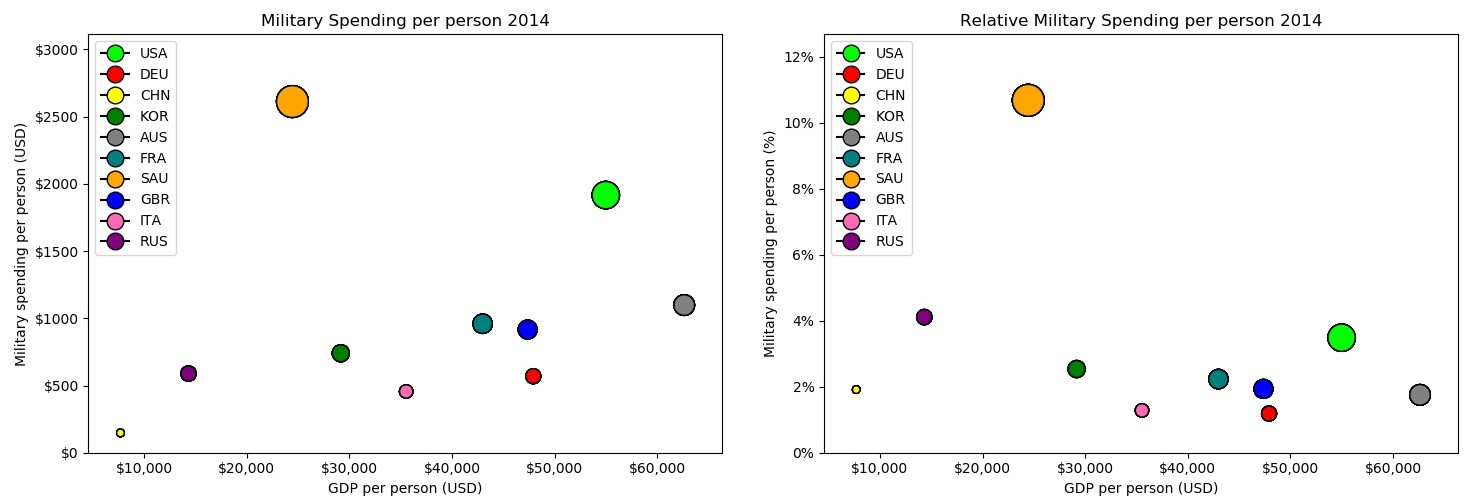 Military Spending per person 2014
Military spending per person (USD)
$3000
$2500
$2000
$1500
$1000
$500
$0
USA
DEU
CHN
KOR
AUS
FRA
SAU
GBR
ITA
RUS
$10,000 $20,000 $30,000 $40,000 $50,000 $60,000
GDP per person (USD)
Relative Military Spending per person 2014
Military spending per person (%)
12%
10%
8%
6%
4%
2%
0%
USA
DEU
CHN
KOR
AUS
FRA
SAU
GBR
ITA
RUS
$10,000 $20,000 $30,000 $40,000 $50,000 $60,000
GDP per person (USD)